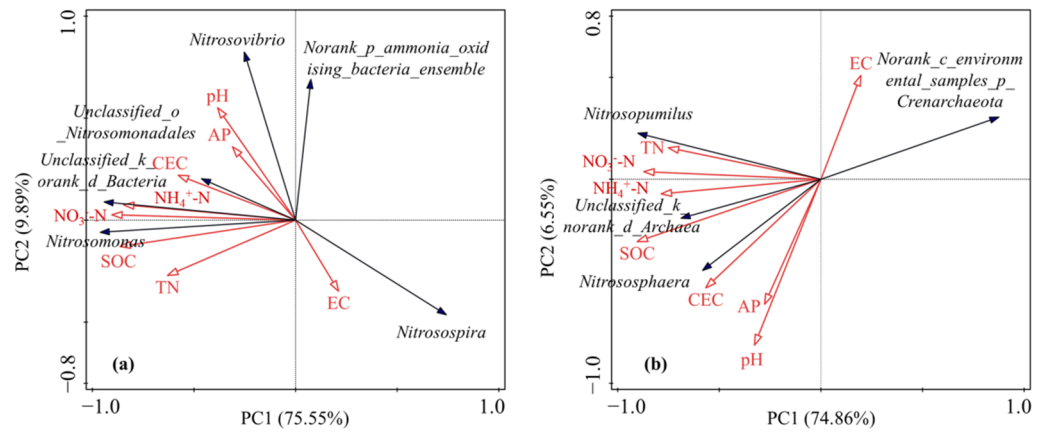 1.0
Nitrosovibrio
Norank_p_ammonia_oxid
ising_bacteria_ensemble
pH
Unclassified_o
_Nitrosomonadales
AP
Unclassified_k_
CEC
orank_d_Bacteria
NH₄⁺-N
NO₃⁻-N
Nitrosomonas
SOC
TN
EC
Nitrosospira
PC2 (9.89%)
(a)
−0.8
−1.0
1.0
PC1 (75.55%)
0.8
EC
Norank_c_environm
ental_samples_p_
Crenarchaeota
Nitrosopumilus
TN
NO₃⁻-N
NH₄⁺-N
Unclassified_k_
norank_d_Archaea
SOC
Nitrososphaera
CEC
AP
pH
PC2 (6.55%)
(b)
−1.0
−1.0
1.0
PC1 (74.86%)